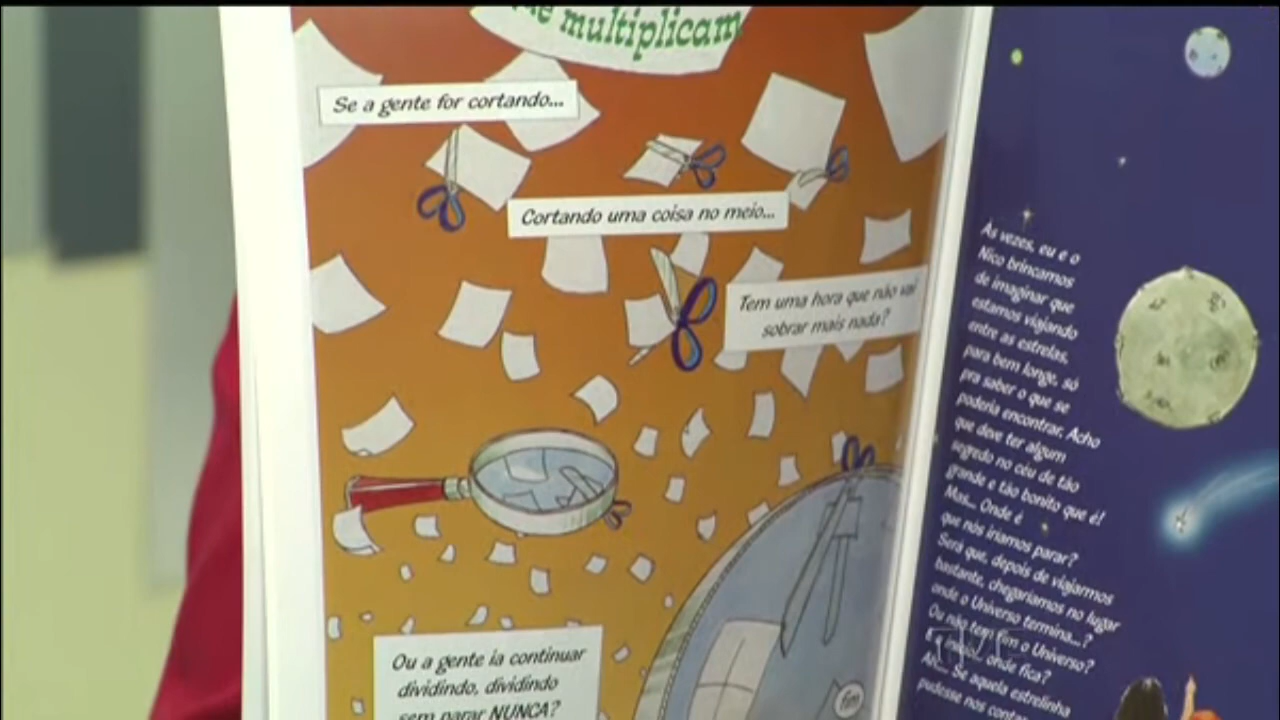 multiplicam
Se a gente for cortando...
Cortando uma coisa no meio...
Tem uma hora que não vai
sobrar mais nada?
Ou a gente ia continuar
dividindo, dividindo
sem parar NUNCA?
fim
Às vezes, eu e o
Nico brincamos
de imaginar que
estamos viajando
entre as estrelas,
para bem longe, só
pra saber o que se
poderia encontrar. Acho
que deve ter algum
segredo no céu de tão
grande e tão bonito que é!
Mas... Onde é
que nós iríamos parar?
Será que, depois de viajarmos
bastante, chegaríamos no lugar
onde o Universo termina...?
Ou não tem fim o Universo?
onde fica?
Ah... Se aquela estrelinha
pudesse nos contar